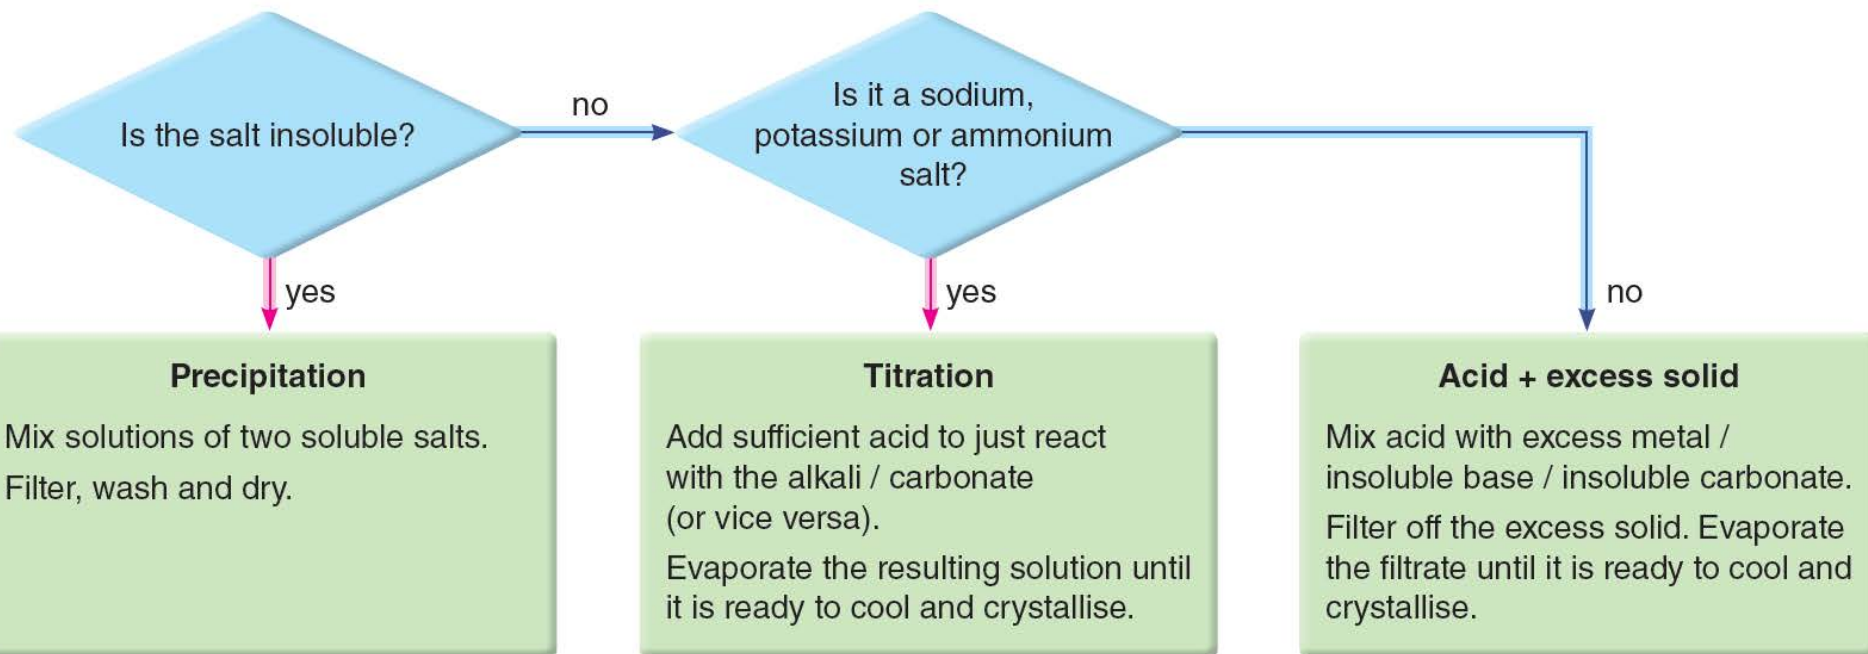 Is the salt insoluble?
no
Is it a sodium,
potassium or ammonium
salt?
yes
yes
no
Precipitation
Mix solutions of two soluble salts.
Filter, wash and dry.
Titration
Add sufficient acid to just react
with the alkali / carbonate
(or vice versa).
Evaporate the resulting solution until
it is ready to cool and crystallise.
Acid + excess solid
Mix acid with excess metal /
insoluble base / insoluble carbonate.
Filter off the excess solid. Evaporate
the filtrate until it is ready to cool and
crystallise.